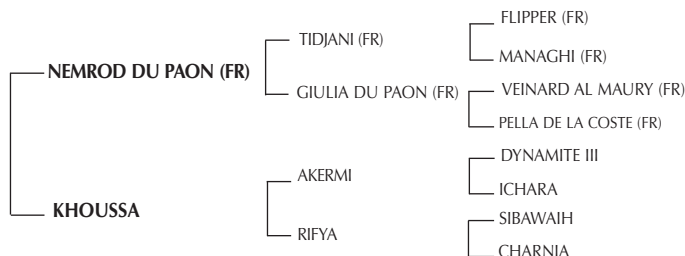 FLIPPER (FR)
TIDJANI (FR)
MANAGHI (FR)
NEMROD DU PAON (FR)
GIULIA DU PAON (FR)
VEINARD AL MAURY (FR)
PELLA DE LA COSTE (FR)
DYNAMITE III
AKERMI
ICHARA
KHOUSSA
SIBAWAIH
RIFYA
CHARNIA